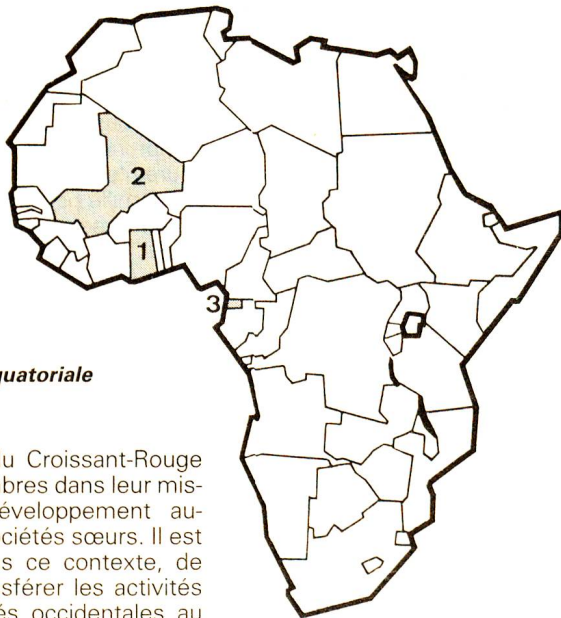 2
1
3
quatoriale
u Croissant-Rouge
bres dans leur mis-
éveloppement au-
ciétés sœurs. Il est
s ce contexte, de
sférer les activités
és occidentales au